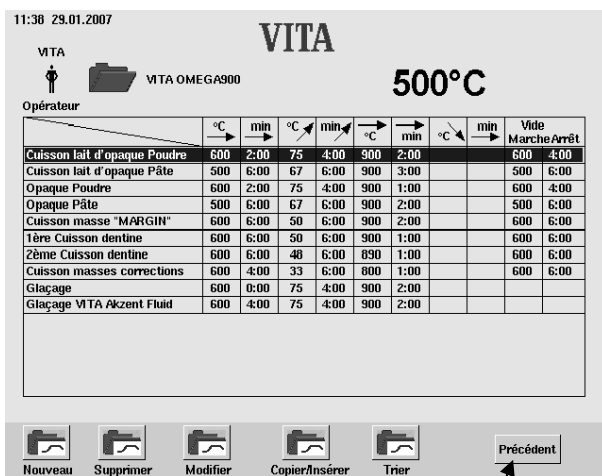 11:38 29.01.2007
VITA
VITA
VITA OMEGA900
500°C
Opérateur
°C min °C min °C min °C min Vide
Marche Arrêt
Cuisson lait d'opaque Poudre 600 2:00 75 4:00 900 2:00 600 4:00
Cuisson lait d'opaque Pâte 500 6:00 67 6:00 900 3:00 500 6:00
Opaque Poudre 600 2:00 75 4:00 900 1:00 600 4:00
Opaque Pâte 500 6:00 67 6:00 900 2:00 500 6:00
Cuisson masse "MARGIN" 600 6:00 50 6:00 900 2:00 600 6:00
1ère Cuisson dentine 600 6:00 50 6:00 900 1:00 600 6:00
2ème Cuisson dentine 600 6:00 48 6:00 890 1:00 600 6:00
Cuisson masses corrections 600 4:00 33 6:00 800 1:00 600 6:00
Glaçage 600 0:00 75 4:00 900 2:00
Glaçage VITA Akzent Fluid 600 4:00 75 4:00 900 2:00
Nouveau Supprimer Modifier Copier/Insérer Trier Précédent